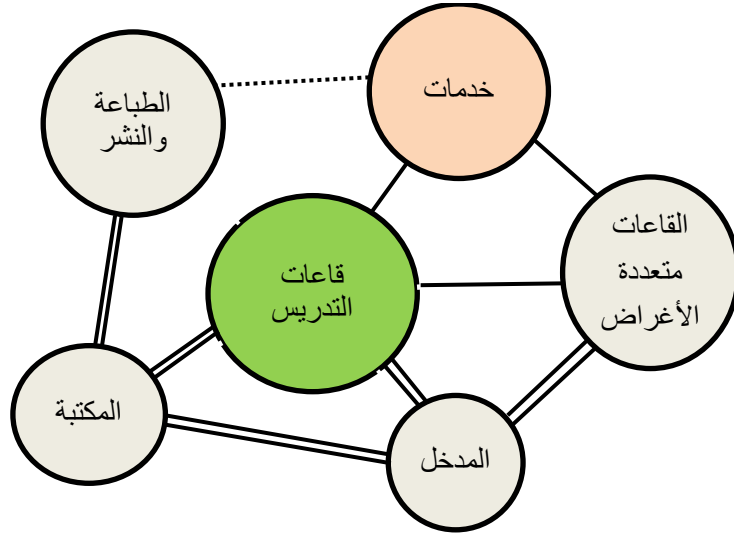 خدمات
الطباعة
والنشر
القاعات
متعددة
الأغراض
قاعات
التدريس
المكتبة
المدخل